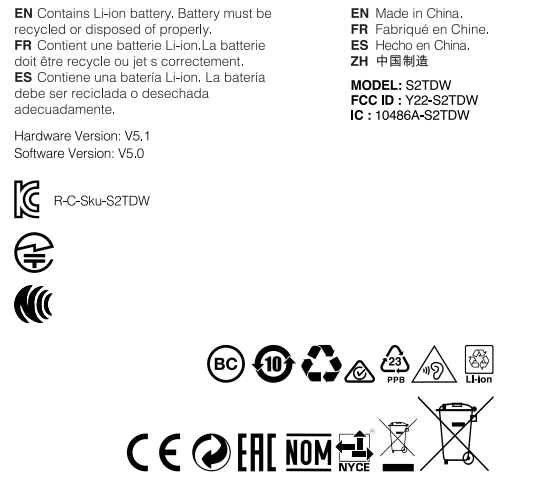 EN Contains Li-ion battery. Battery must be
recycled or disposed of properly.
FR Contient une batterie Li-ion.La batterie
doit être recycle ou jet s correctement.
ES Contiene una batería Li-ion. La batería
debe ser reciclada o desechada
adecuadamente.
Hardware Version: V5.1
Software Version: V5.0
R-C-Sku-S2TDW
EN Made in China.
FR Fabriqué en Chine.
ES Hecho en China.
ZH 中国制造
MODEL: S2TDW
FCC ID : Y22-S2TDW
IC : 10486A-S2TDW
BC
10
23
PPB
Li-Ion
CE
EAC
NOM
NYCE